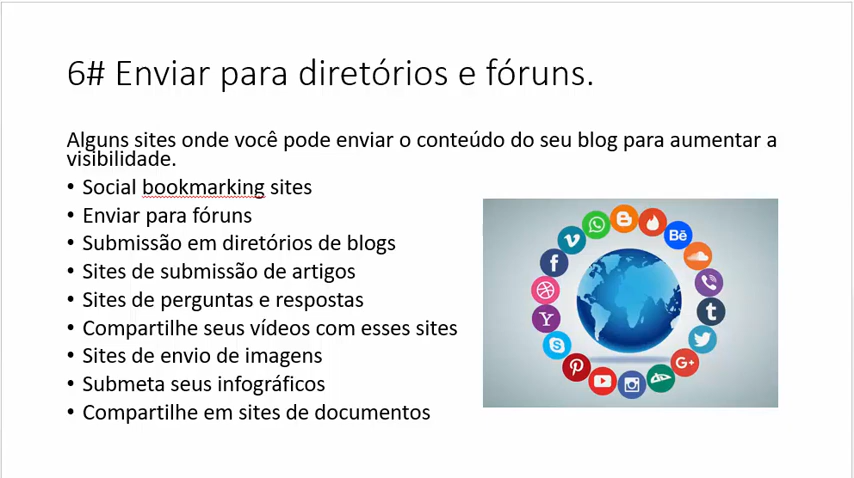 6# Enviar para diretórios e fóruns.
Alguns sites onde você pode enviar o conteúdo do seu blog para aumentar a
visibilidade.
• Social bookmarking sites
• Enviar para fóruns
• Submissão em diretórios de blogs
• Sites de submissão de artigos
• Sites de perguntas e respostas
• Compartilhe seus vídeos com esses sites
• Sites de envio de imagens
• Submeta seus infográficos
• Compartilhe em sites de documentos